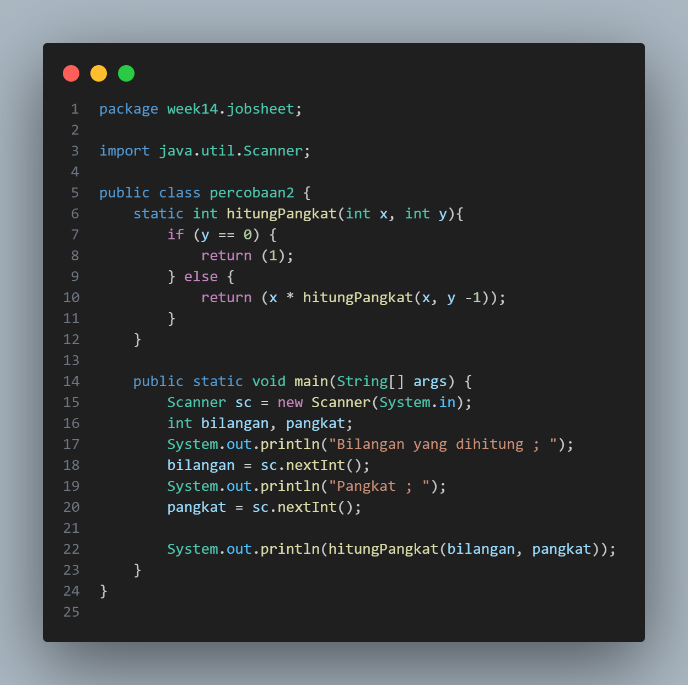 1 package week14.jobsheet;
2
3 import java.util.Scanner;
4
5 public class percobaan2 {
6     static int hitungPangkat(int x, int y){
7         if (y == 0) {
8             return (1);
9         } else {
10             return (x * hitungPangkat(x, y -1));
11         }
12     }
13
14     public static void main(String[] args) {
15         Scanner sc = new Scanner(System.in);
16         int bilangan, pangkat;
17         System.out.println("Bilangan yang dihitung ; ");
18         bilangan = sc.nextInt();
19         System.out.println("Pangkat ; ");
20         pangkat = sc.nextInt();
21
22         System.out.println(hitungPangkat(bilangan, pangkat));
23     }
24 }
25